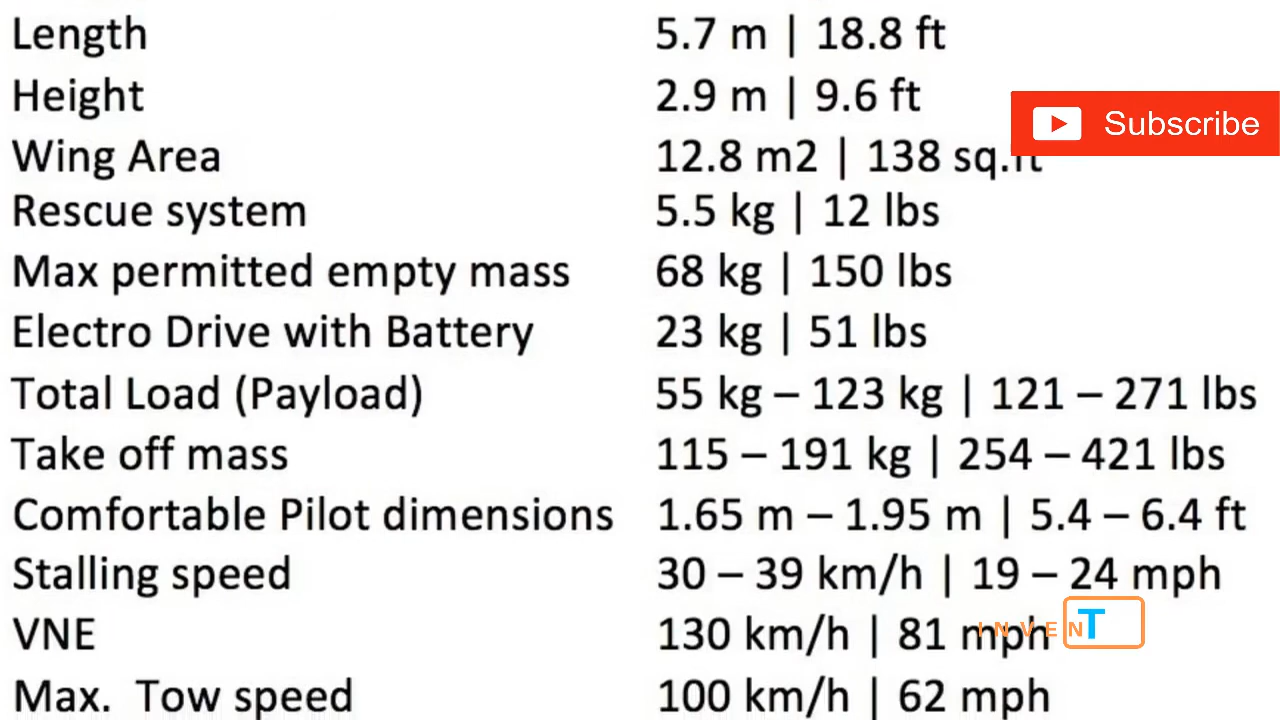 Length 5.7 m | 18.8 ft
Height 2.9 m | 9.6 ft
Subscribe
Wing Area 12.8 m2 | 138 sq.ft
Rescue system 5.5 kg | 12 lbs
Max permitted empty mass 68 kg | 150 lbs
Electro Drive with Battery 23 kg | 51 lbs
Total Load (Payload) 55 kg – 123 kg | 121 – 271 lbs
Take off mass 115 – 191 kg | 254 – 421 lbs
Comfortable Pilot dimensions 1.65 m – 1.95 m | 5.4 – 6.4 ft
Stalling speed 30 – 39 km/h | 19 – 24 mph
VNE 130 km/h | 81 mph
INVENT
Max. Tow speed 100 km/h | 62 mph